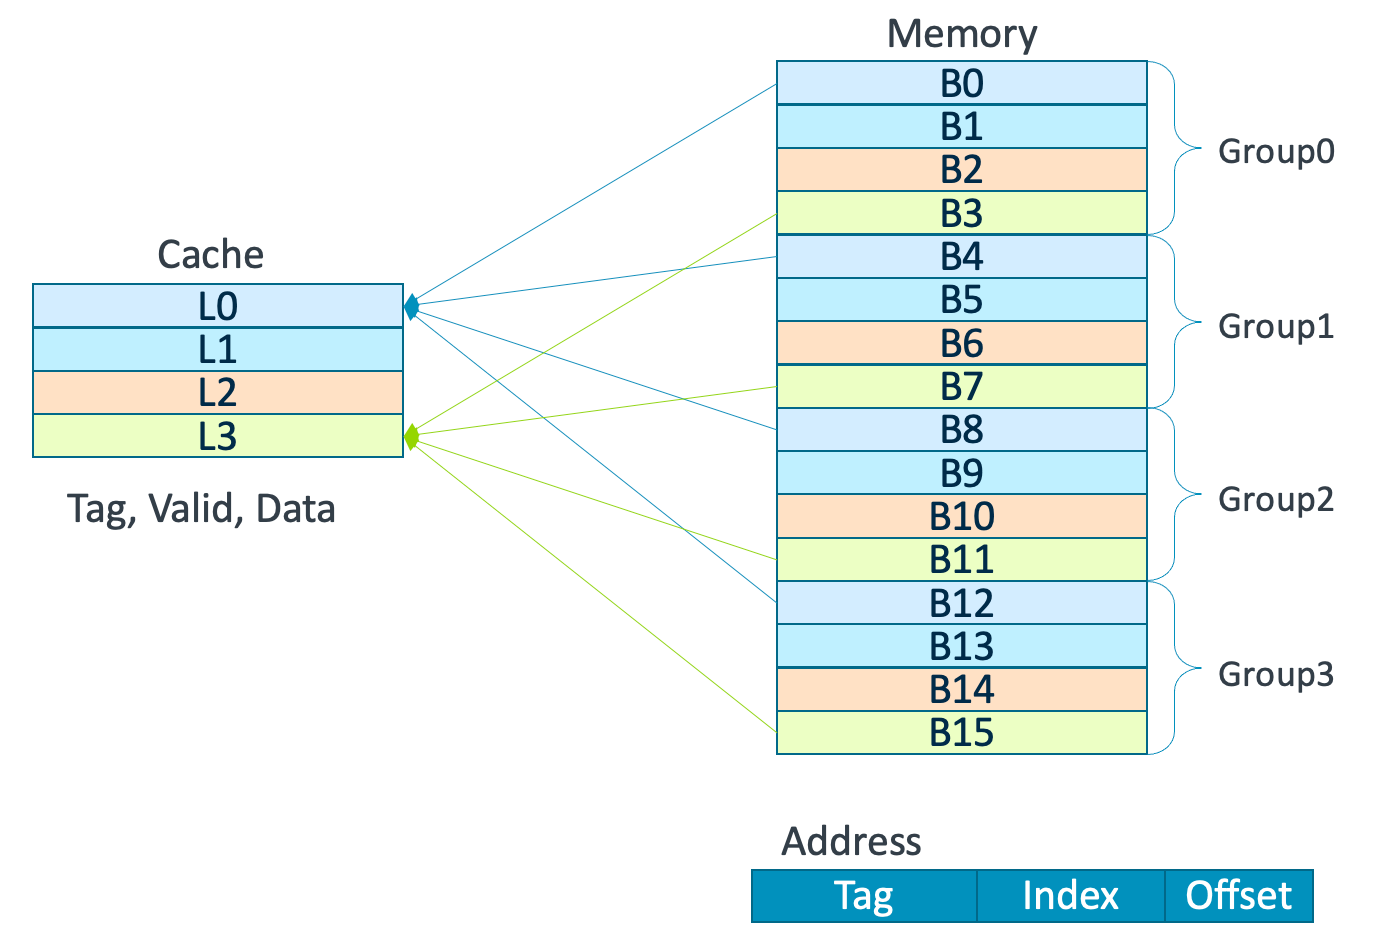 Memory
B0
B1
B2
B3
B4
B5
B6
B7
B8
B9
B10
B11
B12
B13
B14
B15
Group0
Group1
Group2
Group3
Cache
L0
L1
L2
L3
Tag, Valid, Data
Address
Tag Index Offset